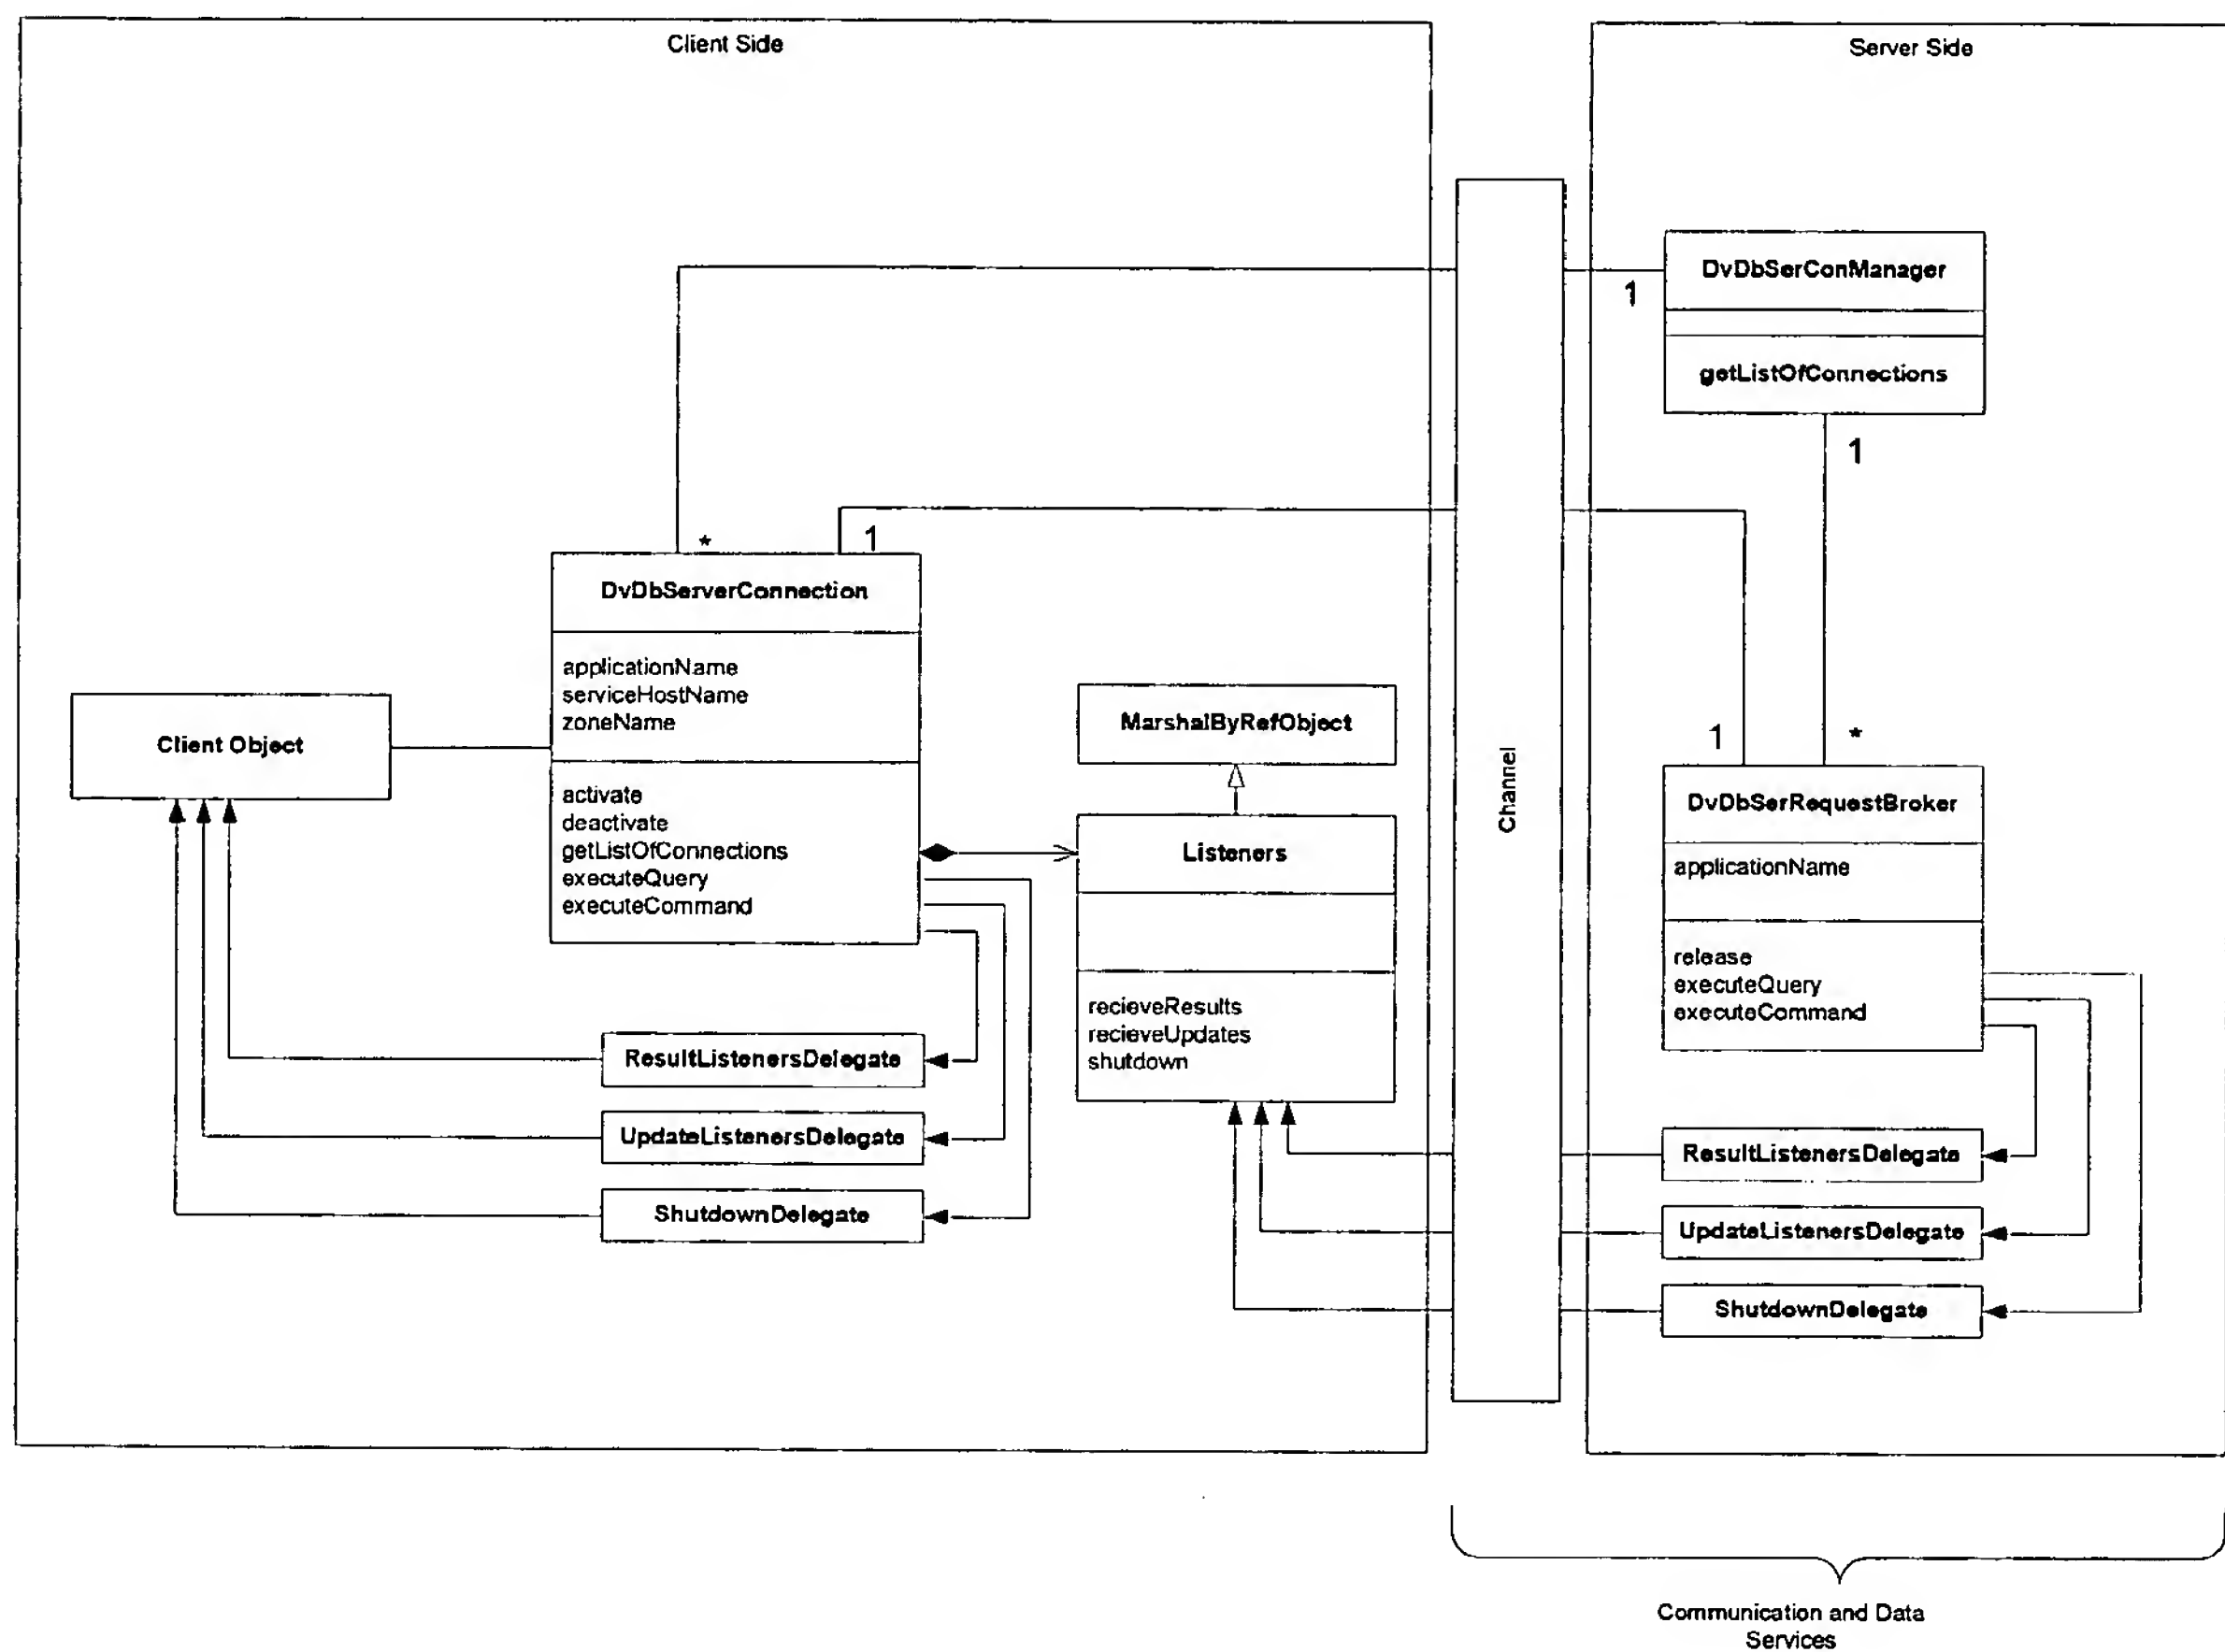 Client Side
Server Side
DvDbSerConManager
1
getListOfConnections
1
*
1
DvDbServerConnection
applicationName
serviceHostName
zoneName
activate
deactivate
getListOfConnections
executeQuery
executeCommand
Client Object
MarshalByRefObject
Listeners
recieveResults
recieveUpdates
shutdown
Channel
1
*
DvDbSerRequestBroker
applicationName
release
executeQuery
executeCommand
ResultListenersDelegate
UpdateListenersDelegate
ShutdownDelegate
ResultListenersDelegate
UpdateListenersDelegate
ShutdownDelegate
Communication and Data
Services